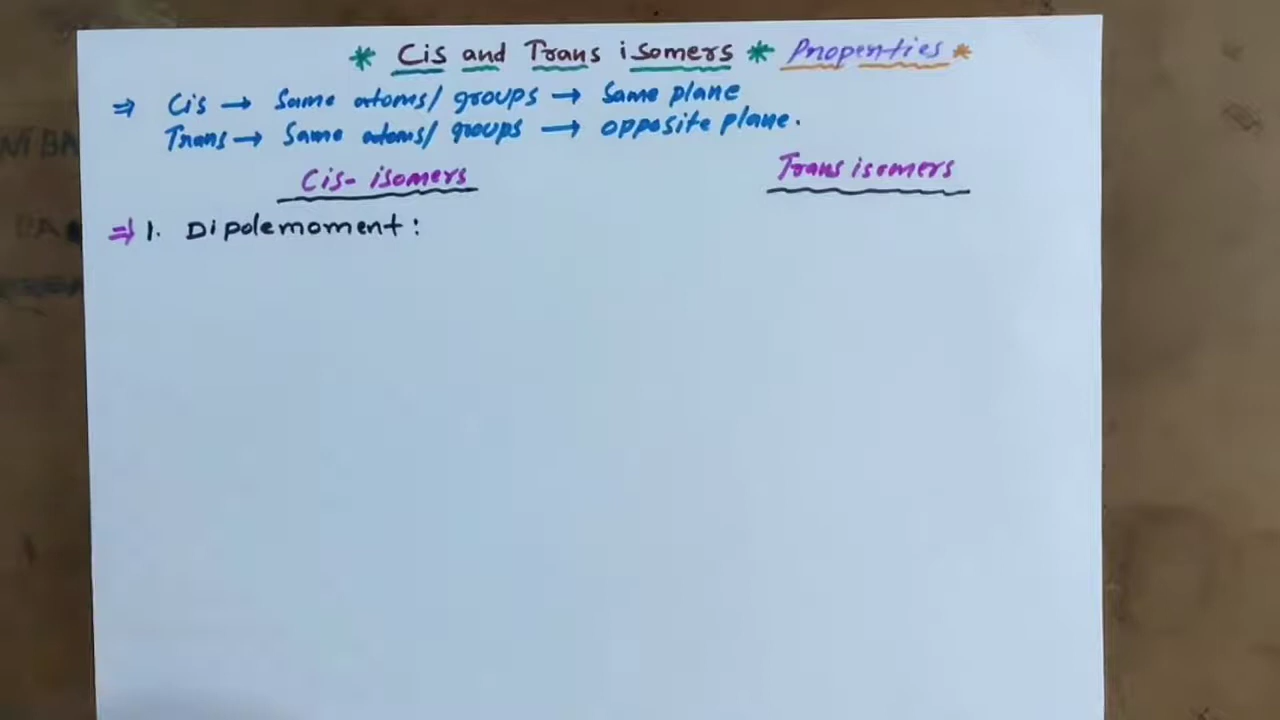 * Cis and Trans isomers * Properties *
⇒ Cis → Same atoms/groups → Same plane
Trans → Same atoms/groups → opposite plane.
Cis- isomers
Trans isomers
⇒ 1. Dipolemoment :